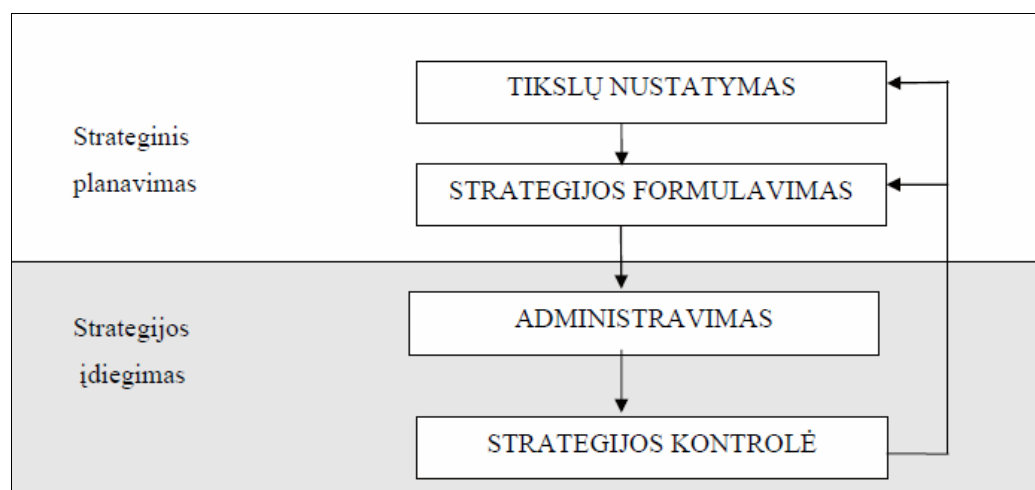 TIKSLŲ NUSTATYMAS
Strateginis
planavimas
STRATEGIJOS FORMULAVIMAS
ADMINISTRAVIMAS
Strategijos
įdiegimas
STRATEGIJOS KONTROLĖ